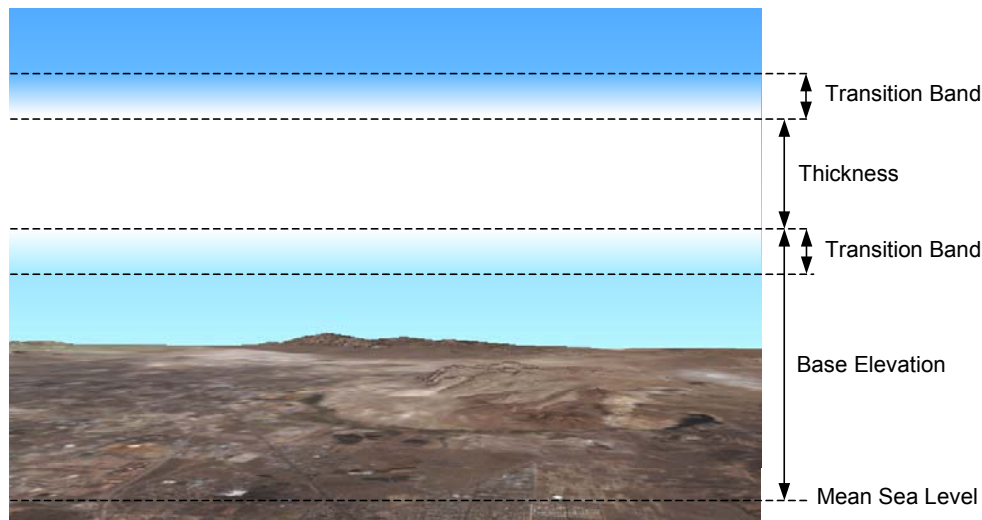 Transition Band
Thickness
Transition Band
Base Elevation
Mean Sea Level